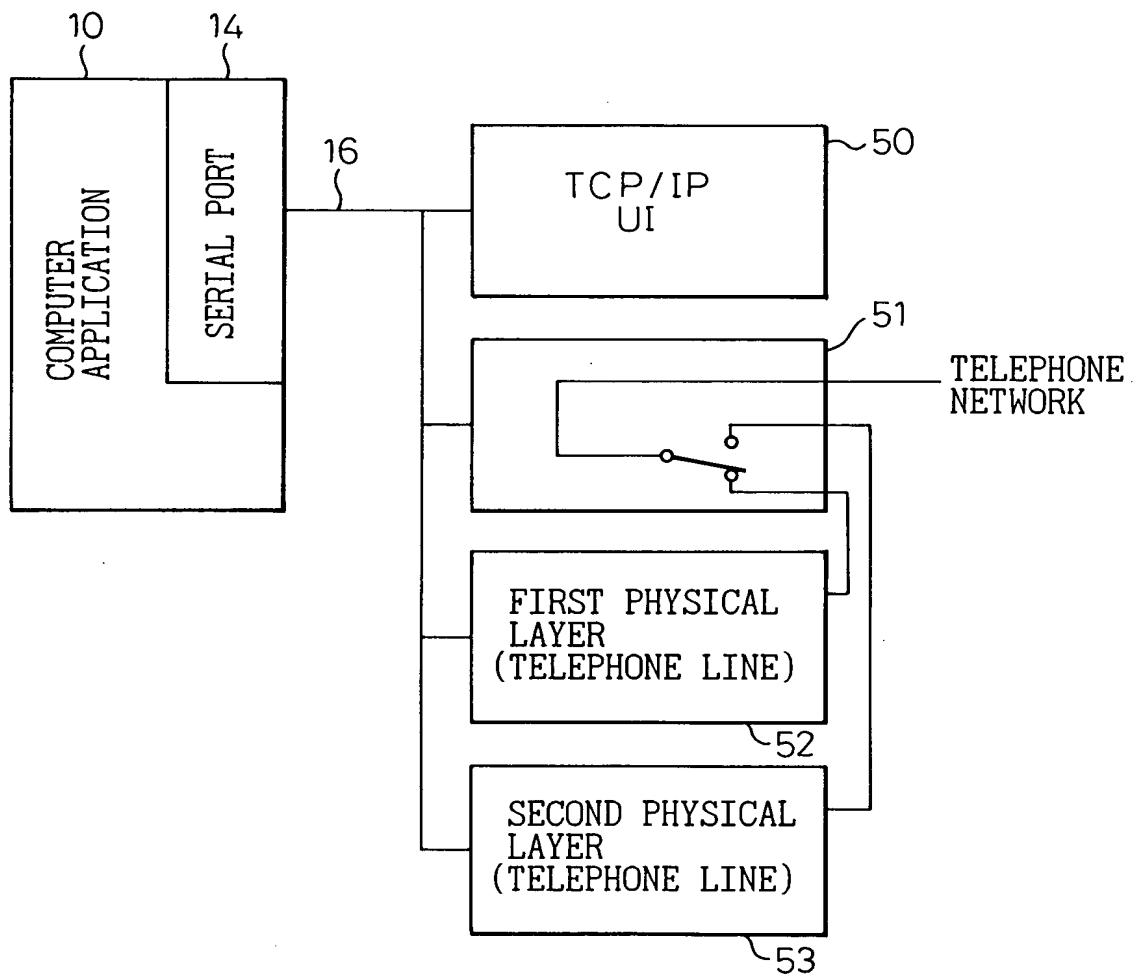 10
14
COMPUTER
APPLICATION
SERIAL PORT
16
TCP/IP
UI
50
51
TELEPHONE
NETWORK
FIRST PHYSICAL
LAYER
(TELEPHONE LINE)
52
SECOND PHYSICAL
LAYER
(TELEPHONE LINE)
53